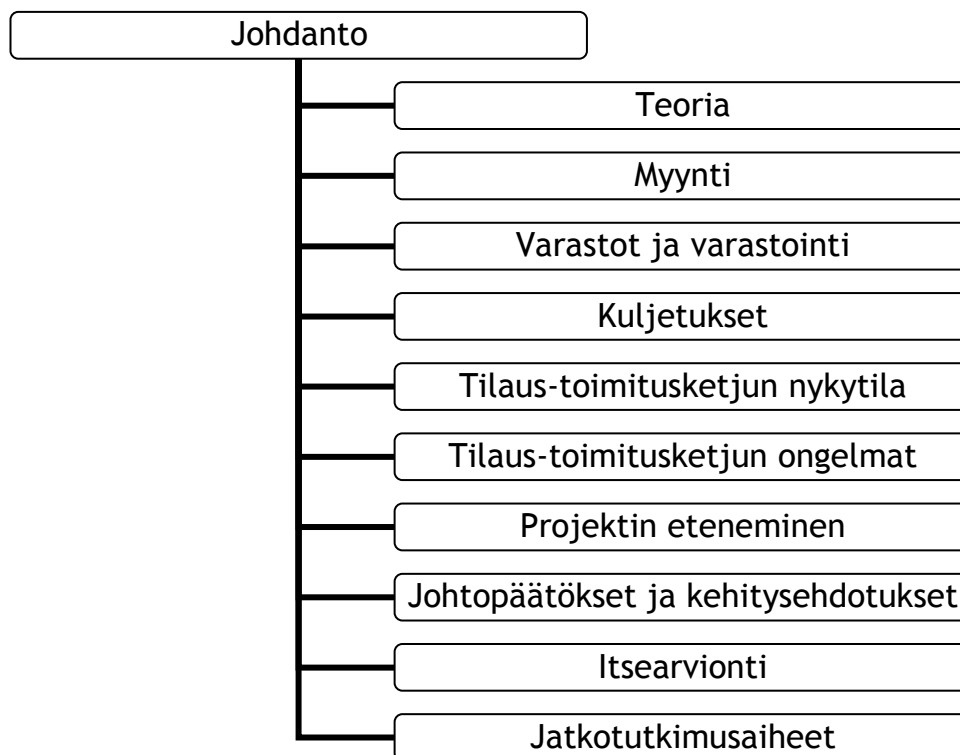 Johdanto
Teoria
Myynti
Varastot ja varastointi
Kuljetukset
Tilaus-toimitusketjun nykytila
Tilaus-toimitusketjun ongelmat
Projektin eteneminen
Johtopäätökset ja kehitysehdotukset
Itsearvionti
Jatkotutkimusaiheet